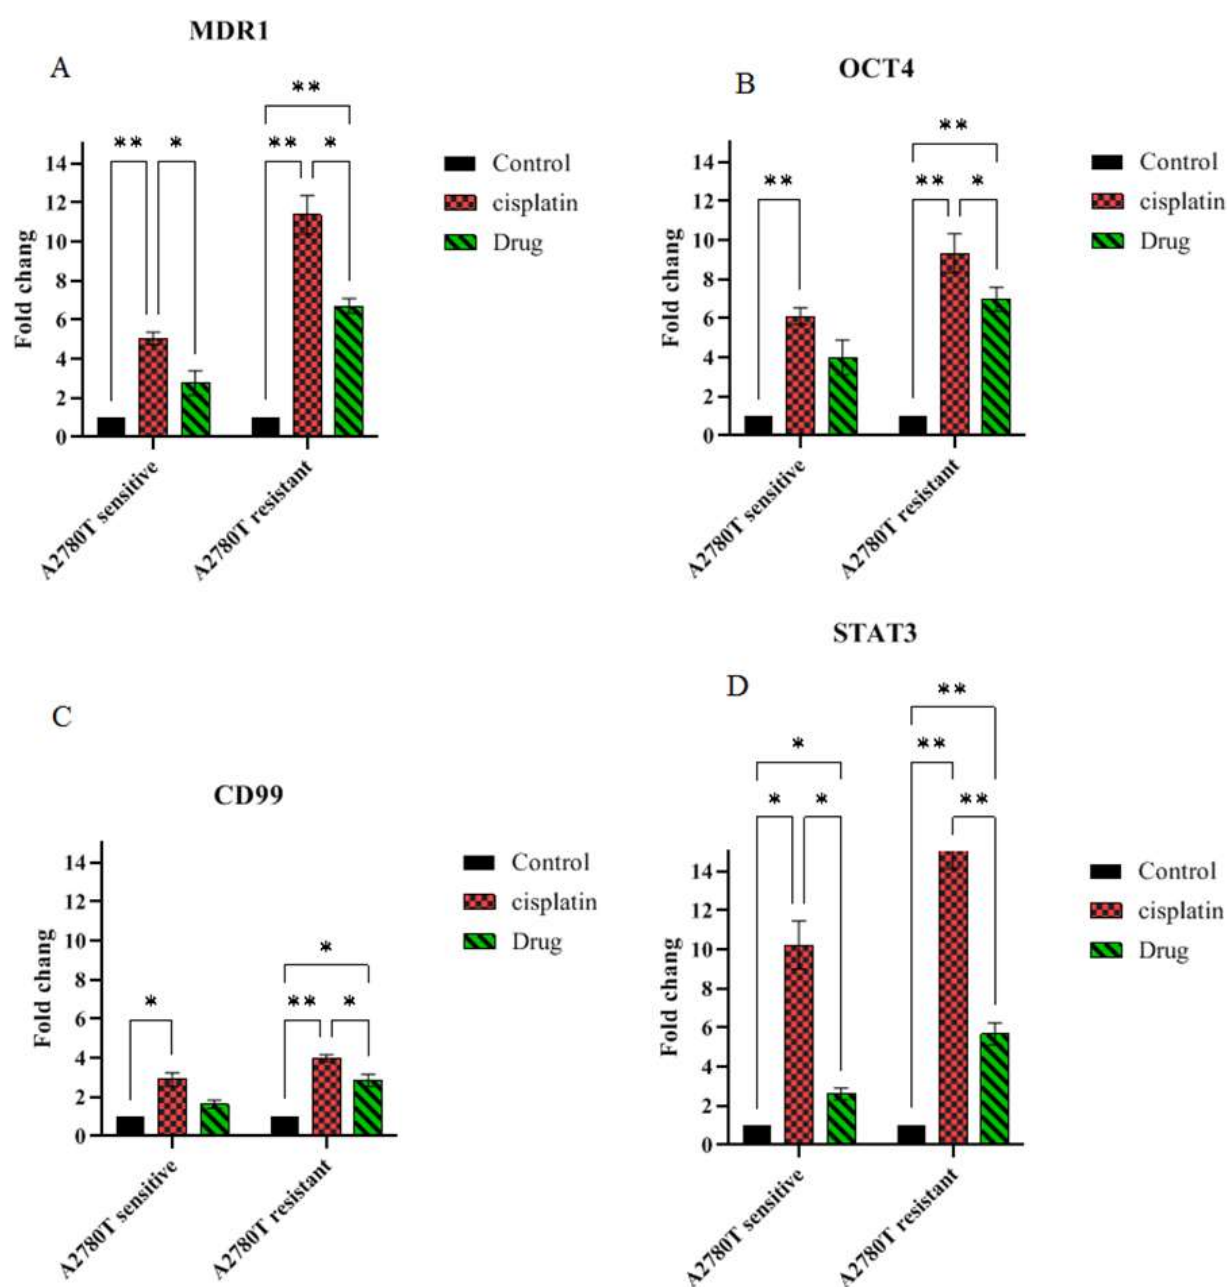 MDR1
A
** * ** ** *
Fold chang
14
12
10
8
6
4
2
0
A2780T sensitive
A2780T resistant
Control
cisplatin
Drug
OCT4
B
** ** ** *
Fold chang
14
12
10
8
6
4
2
0
A2780T sensitive
A2780T resistant
Control
cisplatin
Drug
C
CD99
* * ** *
Fold chang
14
12
10
8
6
4
2
0
A2780T sensitive
A2780T resistant
Control
cisplatin
Drug
STAT3
D
* * * ** ** **
Fold chang
14
12
10
8
6
4
2
0
A2780T sensitive
A2780T resistant
Control
cisplatin
Drug